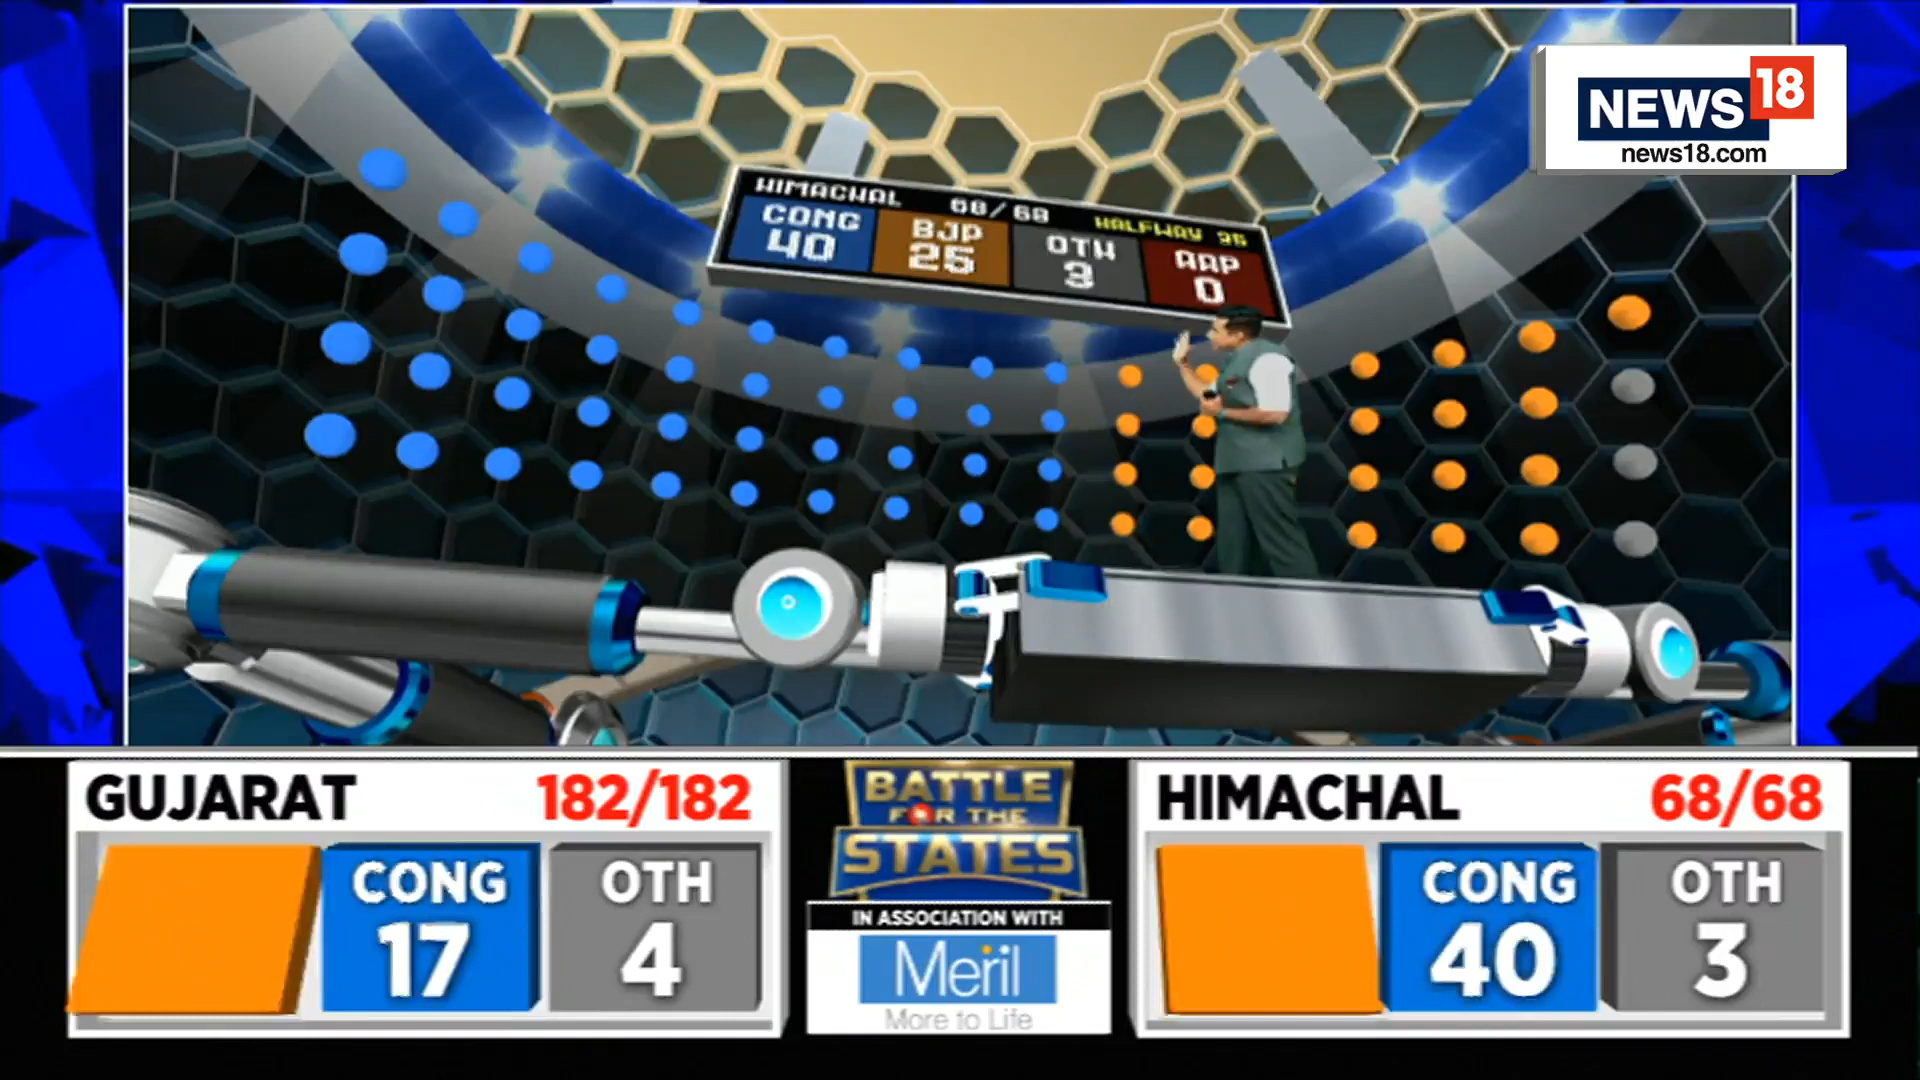 NEWS 18
news18.com
HIMACHAL 68/68 HALFWAY 35
CONG BJP OTH AAP
40 25 3 0
GUJARAT 182/182
CONG OTH
17 4
BATTLE
FOR THE
STATES
IN ASSOCIATION WITH
Meril
More to Life
HIMACHAL 68/68
CONG OTH
40 3